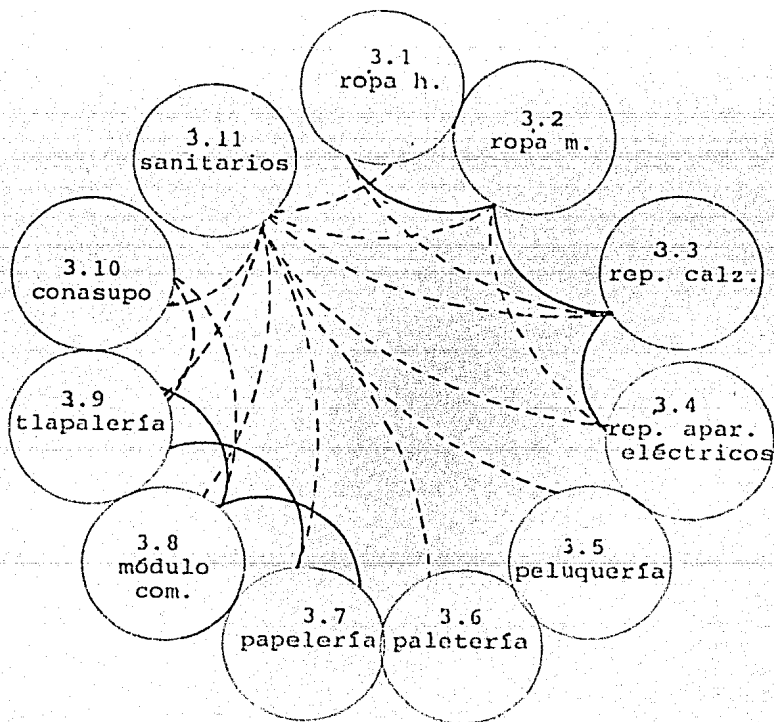 3.1
ropa h.
3.2
ropa m.
3.3
rep. calz.
3.4
rep. apar.
eléctricos
3.5
peluquería
3.6
paletería
3.7
papelería
3.8
módulo
com.
3.9
tlapalería
3.10
conasupo
3.11
sanitarios